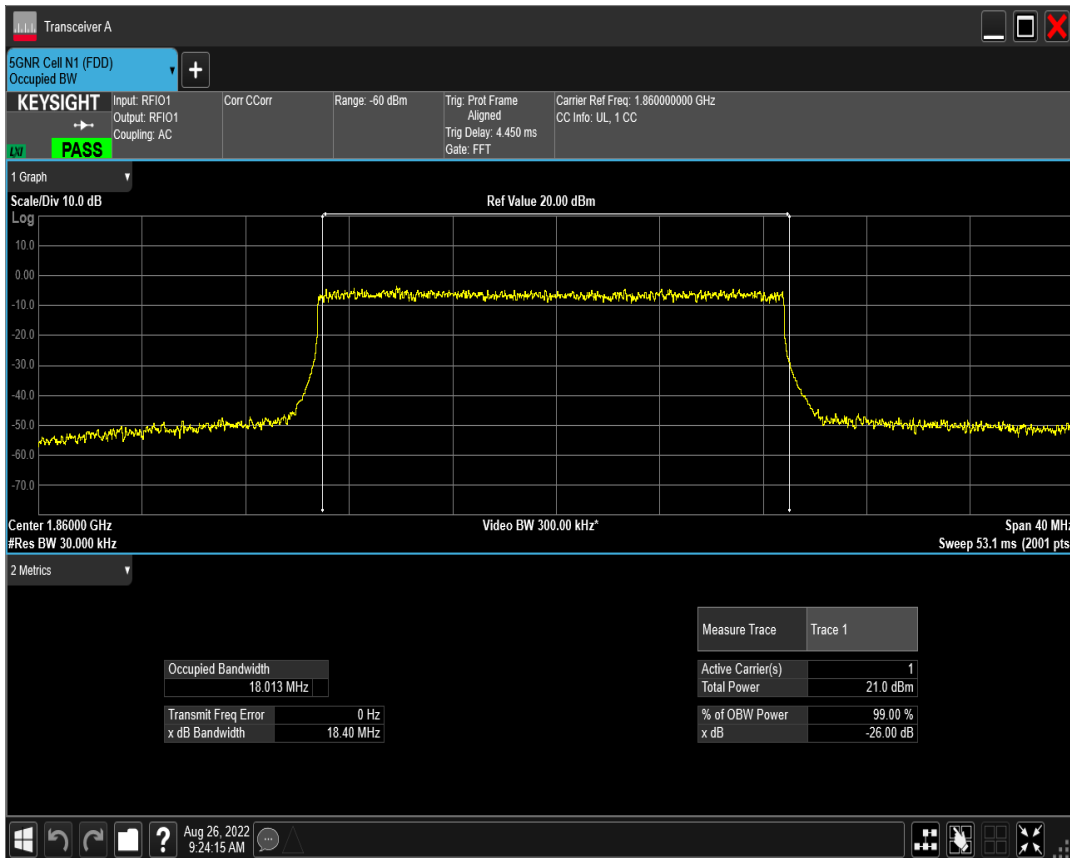 Transceiver A
5GNR Cell N1 (FDD)
Occupied BW
+
KEYSIGHT
LXI
PASS
Input: RFIO1
Output: RFIO1
Coupling: AC
Corr CCorr
Range: -60 dBm
Trig: Prot Frame
Aligned
Trig Delay: 4.450 ms
Gate: FFT
Carrier Ref Freq: 1.860000000 GHz
CC Info: UL, 1 CC
1 Graph
Scale/Div 10.0 dB
Ref Value 20.00 dBm
Log
10.0
0.00
-10.0
-20.0
-30.0
-40.0
-50.0
-60.0
-70.0
Center 1.86000 GHz
Video BW 300.00 kHz*
Span 40 MHz
#Res BW 30.000 kHz
Sweep 53.1 ms (2001 pts
2 Metrics
Measure Trace Trace 1
Occupied Bandwidth
18.013 MHz
Active Carrier(s) 1
Total Power 21.0 dBm
Transmit Freq Error 0 Hz
x dB Bandwidth 18.40 MHz
% of OBW Power 99.00 %
x dB -26.00 dB
?
Aug 26, 2022
9:24:15 AM